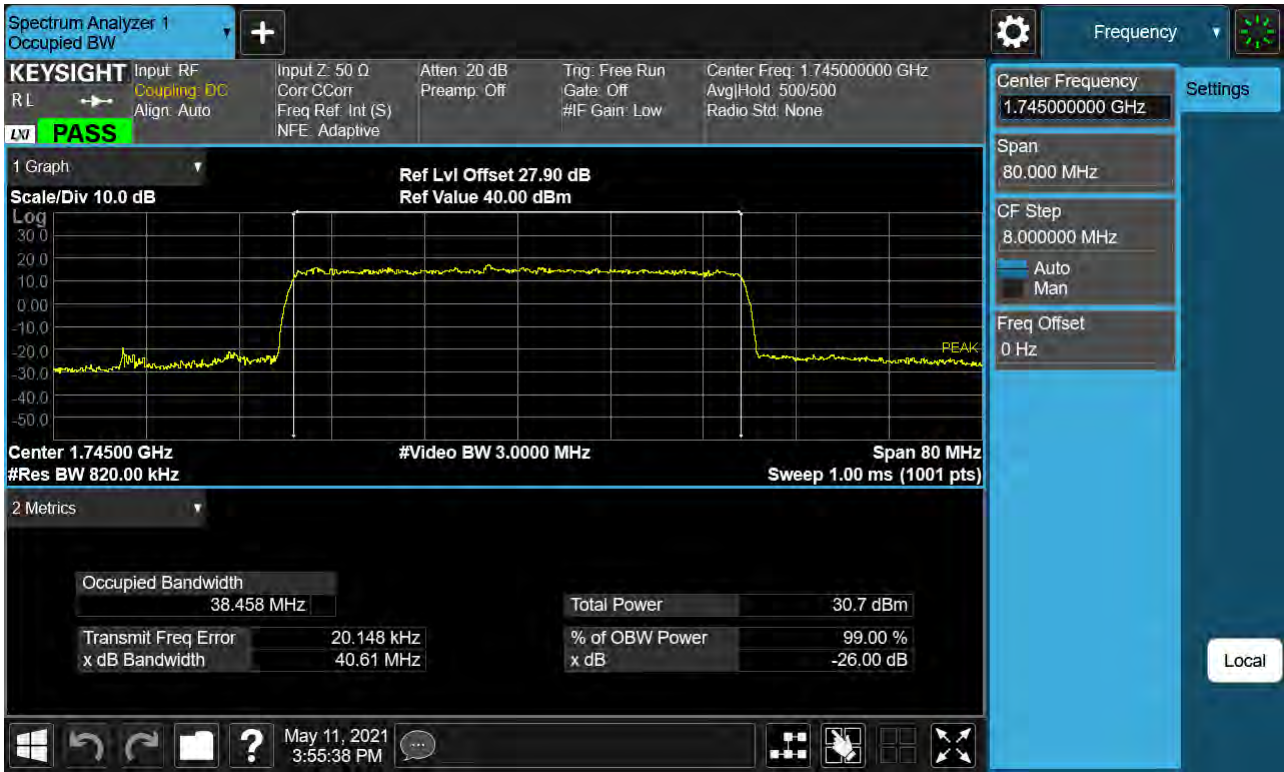 Spectrum Analyzer 1
Occupied BW
Frequency
KEYSIGHT
R L
LXI
PASS
Input: RF
Coupling: DC
Align: Auto
Input Z: 50 Ω
Corr CCorr
Freq Ref: Int (S)
NFE: Adaptive
Atten: 20 dB
Preamp: Off
Trig: Free Run
Gate: Off
#IF Gain: Low
Center Freq: 1.745000000 GHz
Avg|Hold: 500/500
Radio Std: None
Center Frequency
1.745000000 GHz
Settings
Span
80.000 MHz
CF Step
8.000000 MHz
Auto
Man
Freq Offset
0 Hz
Local
1 Graph
Scale/Div 10.0 dB
Ref Lvl Offset 27.90 dB
Ref Value 40.00 dBm
Log
30.0
20.0
10.0
0.00
-10.0
-20.0
-30.0
-40.0
-50.0
PEAK
Center 1.74500 GHz
#Video BW 3.0000 MHz
Span 80 MHz
#Res BW 820.00 kHz
Sweep 1.00 ms (1001 pts)
2 Metrics
Occupied Bandwidth
38.458 MHz
Total Power 30.7 dBm
Transmit Freq Error 20.148 kHz
% of OBW Power 99.00 %
x dB Bandwidth 40.61 MHz
x dB -26.00 dB
?
May 11, 2021
3:55:38 PM